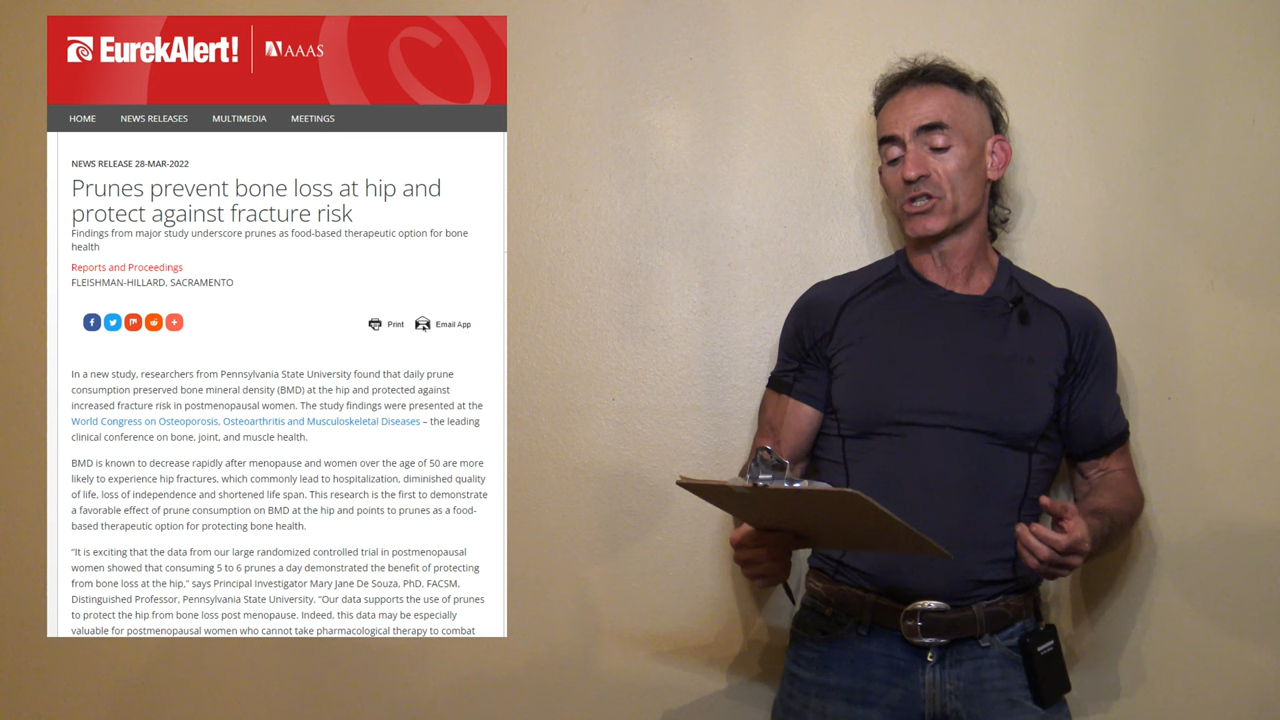 EurekAlert!
AAAS
HOME NEWS RELEASES MULTIMEDIA MEETINGS
NEWS RELEASE 28-MAR-2022
Prunes prevent bone loss at hip and
protect against fracture risk
Findings from major study underscore prunes as food-based therapeutic option for bone
health
Reports and Proceedings
FLEISHMAN-HILLARD, SACRAMENTO
Print Email App
In a new study, researchers from Pennsylvania State University found that daily prune
consumption preserved bone mineral density (BMD) at the hip and protected against
increased fracture risk in postmenopausal women. The study findings were presented at the
World Congress on Osteoporosis, Osteoarthritis and Musculoskeletal Diseases – the leading
clinical conference on bone, joint, and muscle health.
BMD is known to decrease rapidly after menopause and women over the age of 50 are more
likely to experience hip fractures, which commonly lead to hospitalization, diminished quality
of life, loss of independence and shortened life span. This research is the first to demonstrate
a favorable effect of prune consumption on BMD at the hip and points to prunes as a food-
based therapeutic option for protecting bone health.
“It is exciting that the data from our large randomized controlled trial in postmenopausal
women showed that consuming 5 to 6 prunes a day demonstrated the benefit of protecting
from bone loss at the hip,” says Principal Investigator Mary Jane De Souza, PhD, FACSM,
Distinguished Professor, Pennsylvania State University. “Our data supports the use of prunes
to protect the hip from bone loss post menopause. Indeed, this data may be especially
valuable for postmenopausal women who cannot take pharmacological therapy to combat